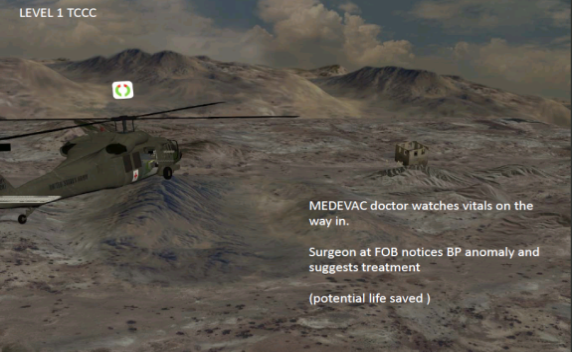 LEVEL 1 TCCC
MEDEVAC doctor watches vitals on the
way in.
Surgeon at FOB notices BP anomaly and
suggests treatment
(potential life saved )